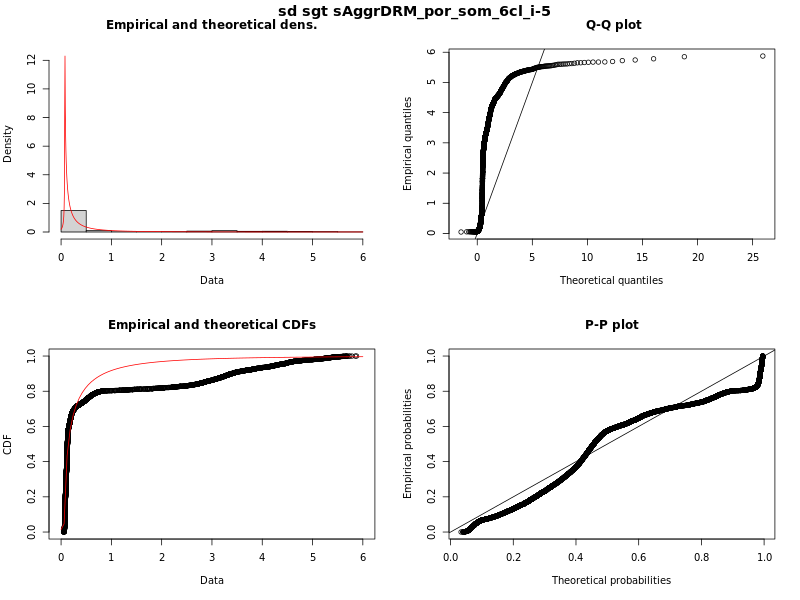 sd sgt sAggrDRM_por_som_6cl_i-5
Empirical and theoretical dens.
Density
0 2 4 6 8 10 12
0 1 2 3 4 5 6
Data
Q-Q plot
Empirical quantiles
0 1 2 3 4 5 6
0 5 10 15 20 25
Theoretical quantiles
Empirical and theoretical CDFs
CDF
0.0 0.2 0.4 0.6 0.8 1.0
0 1 2 3 4 5 6
Data
P-P plot
Empirical probabilities
0.0 0.2 0.4 0.6 0.8 1.0
0.0 0.2 0.4 0.6 0.8 1.0
Theoretical probabilities